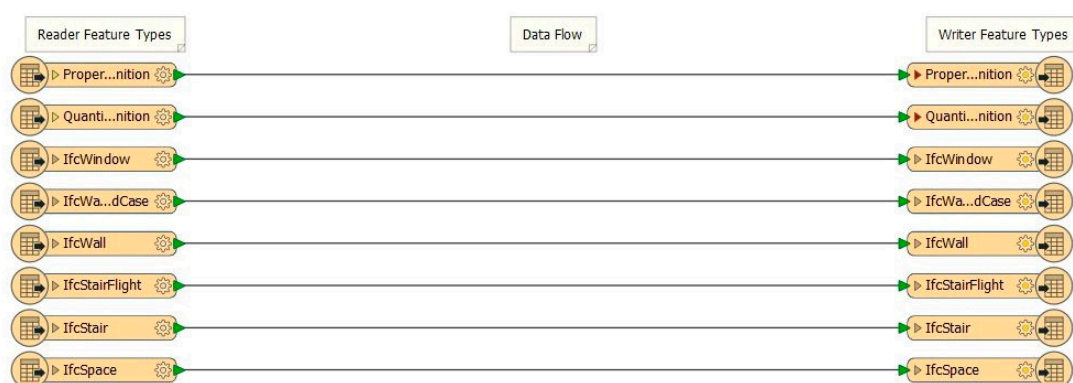 Reader Feature Types Data Flow Writer Feature Types
Proper...nition Proper...nition
Quanti...nition Quanti...nition
IfcWindow IfcWindow
IfcWa...dCase IfcWa...dCase
IfcWall IfcWall
IfcStairFlight IfcStairFlight
IfcStair IfcStair
IfcSpace IfcSpace